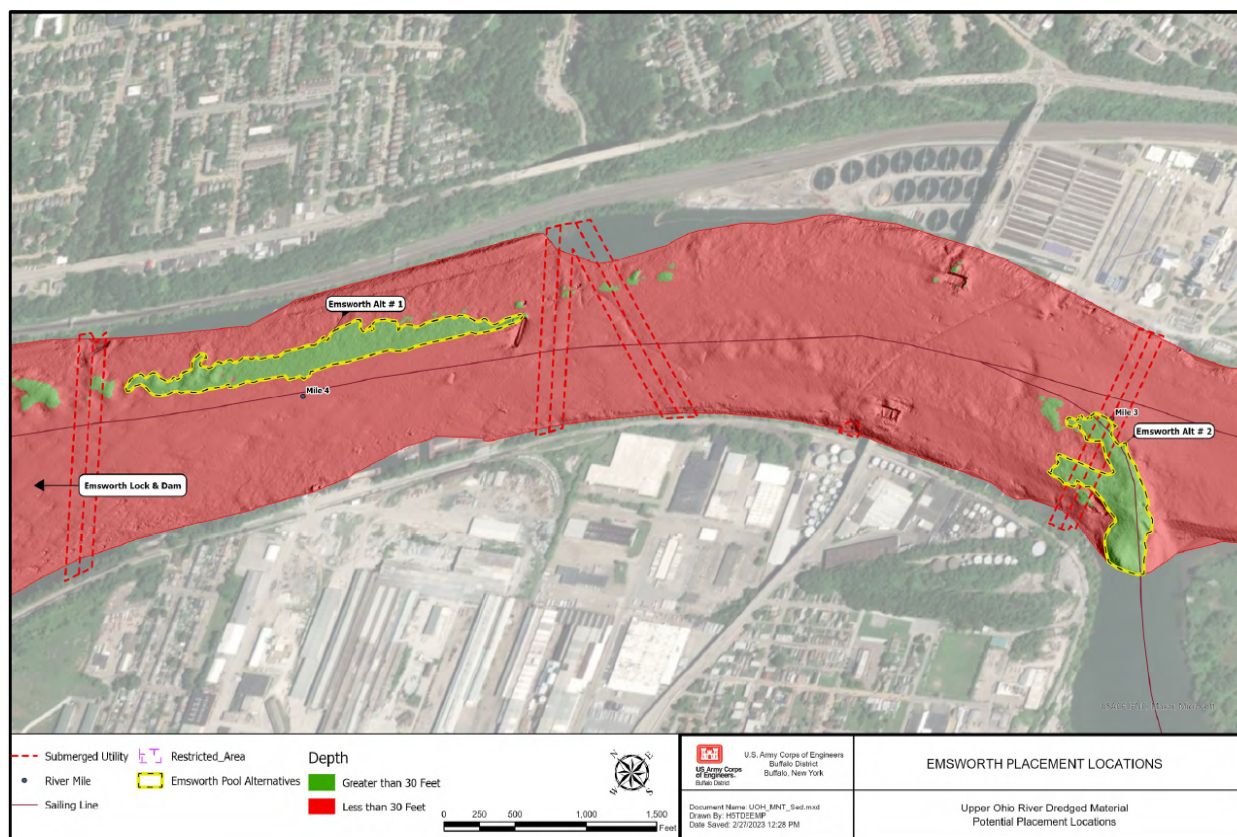 Emsworth Alt # 1
Mile 4
Mile 3
Emsworth Alt # 2
Emsworth Lock & Dam
Submerged Utility
River Mile
Sailing Line
Restricted_Area
Emsworth Pool Alternatives
Depth
Greater than 30 Feet
Less than 30 Feet
N
E
S
W
0 250 500 1,000 1,500
Feet
US Army Corps
of Engineers.
Buffalo District
U.S. Army Corps of Engineers
Buffalo District
Buffalo, New York
Document Name: UOH_MNT_Sed.mxd
Drawn By: H5TDEEMP
Date Saved: 2/27/2023 12:28 PM
EMSWORTH PLACEMENT LOCATIONS
Upper Ohio River Dredged Material
Potential Placement Locations